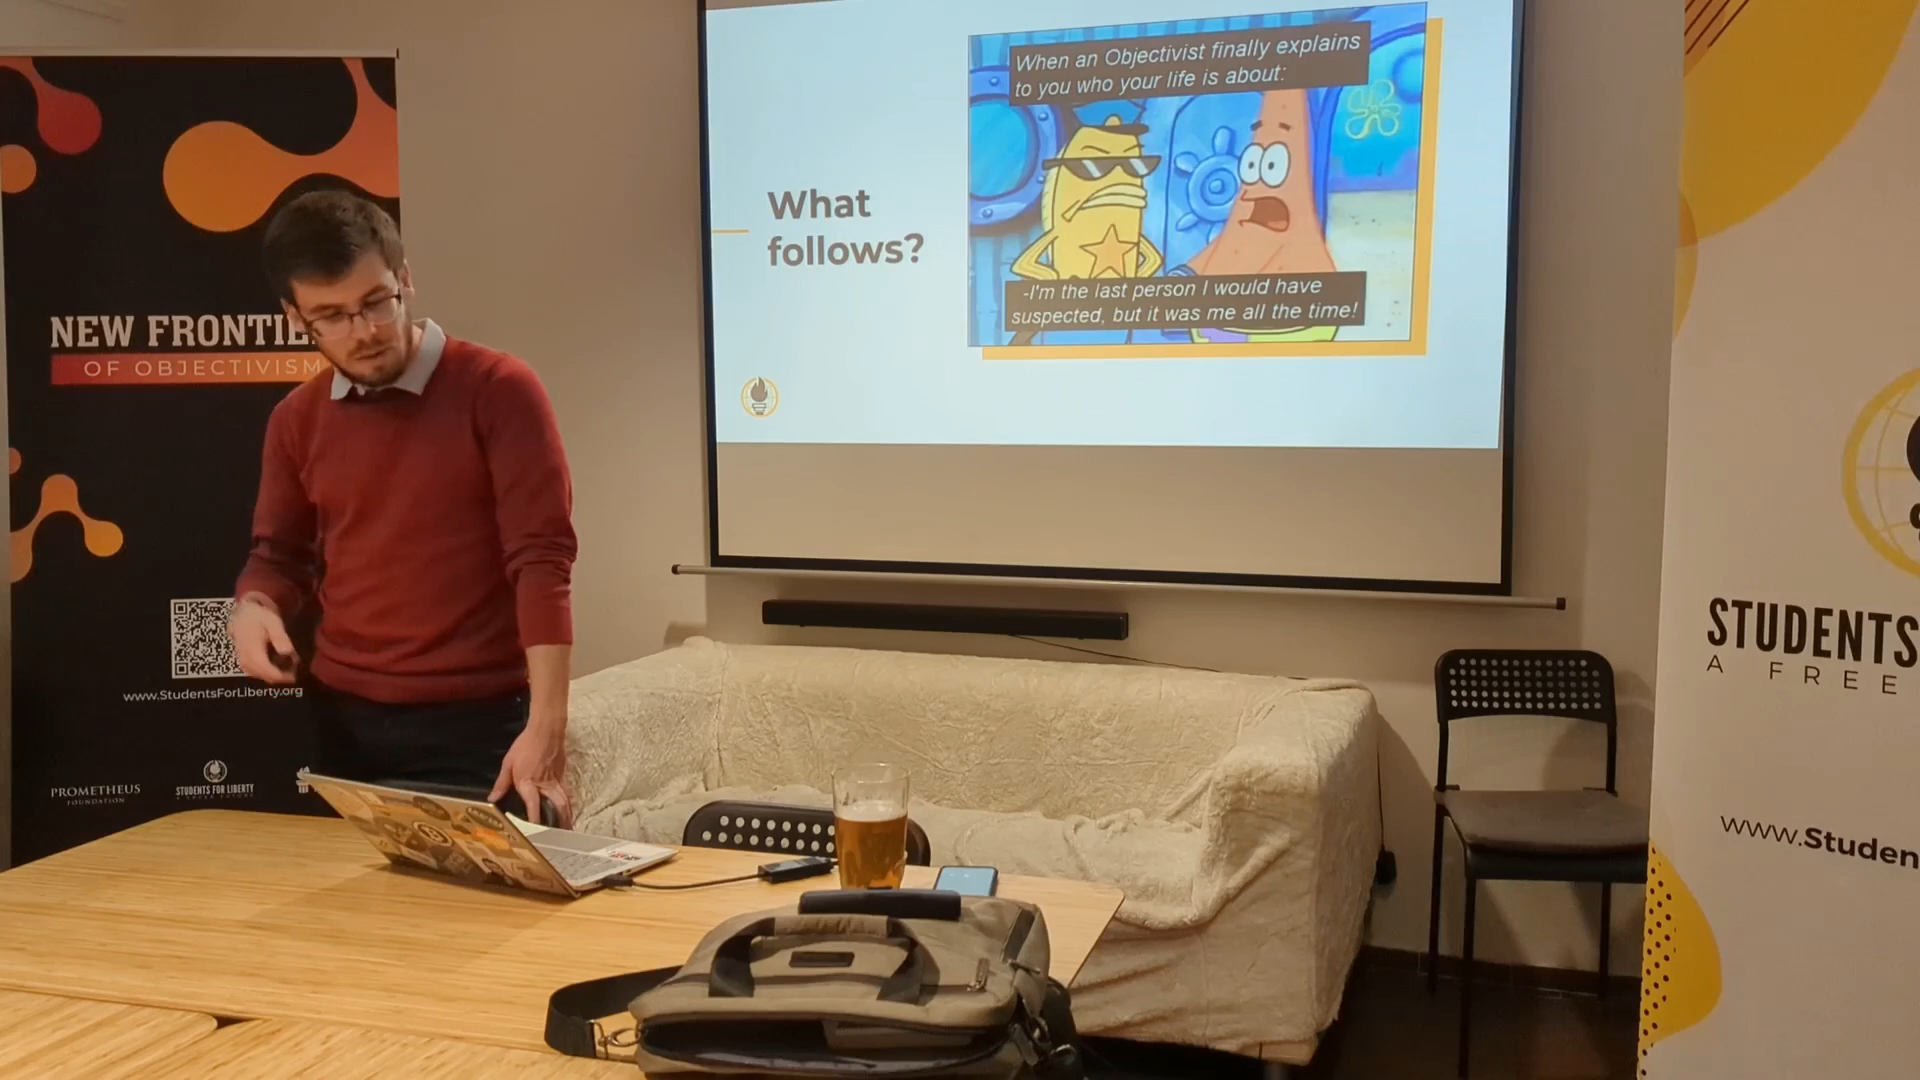 NEW FRONTIE
OF OBJECTIVISM
www.StudentsForLiberty.org
PROMETHEUS
FOUNDATION
STUDENTS FOR LIBERTY
What
follows?
When an Objectivist finally explains
to you who your life is about:
-I'm the last person I would have
suspected, but it was me all the time!
STUDENTS
A FREE
www.Studen